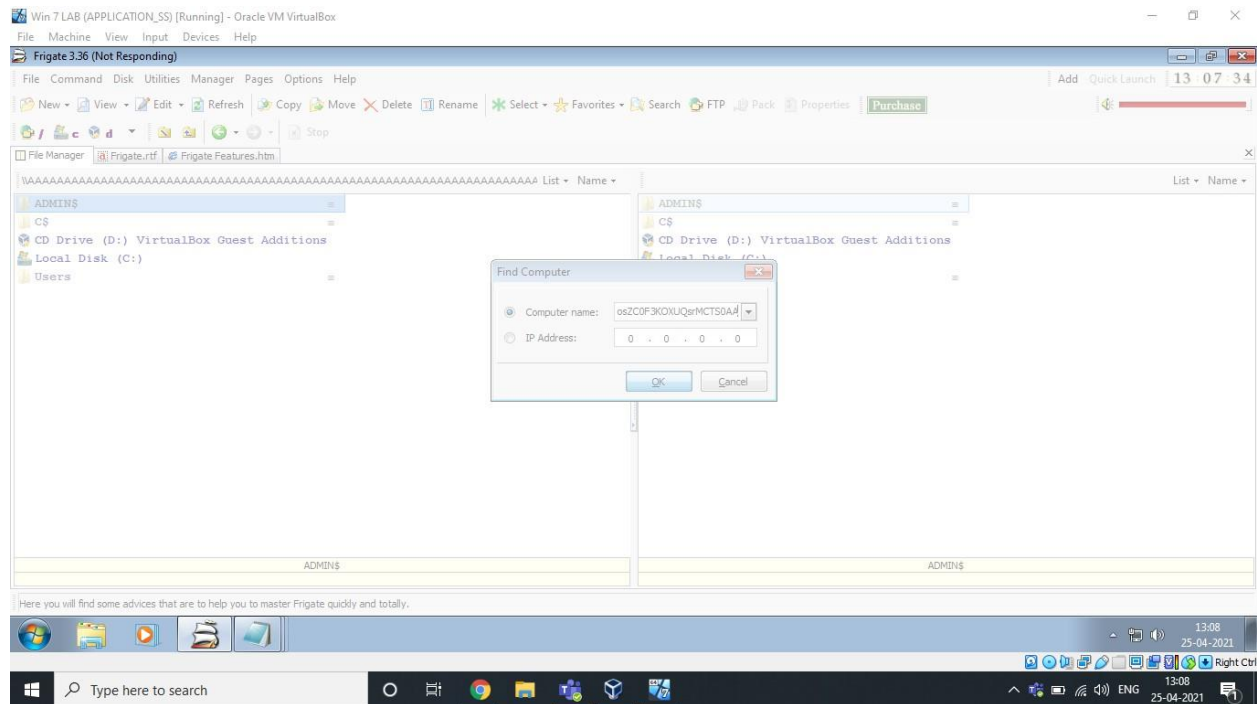 Win 7 LAB (APPLICATION_SS) [Running] - Oracle VM VirtualBox
File Machine View Input Devices Help
Frigate 3.36 (Not Responding)
File Command Disk Utilities Manager Pages Options Help
Add Quick Launch 13 07 34
New View Edit Refresh Copy Move Delete Rename Select Favorites Search FTP Pack Properties Purchase
/ c d Stop
File Manager Frigate.rtf Frigate Features.htm
List Name
List Name
ADMIN$
C$
CD Drive (D:) VirtualBox Guest Additions
Local Disk (C:)
Users
ADMIN$
C$
CD Drive (D:) VirtualBox Guest Additions
Local Disk (C:)
Find Computer
Computer name:
IP Address: 0 . 0 . 0 . 0
OK Cancel
ADMIN$
ADMIN$
Here you will find some advices that are to help you to master Frigate quickly and totally.
13:08
25-04-2021
Right Ctrl
Type here to search
ENG
13:08
25-04-2021